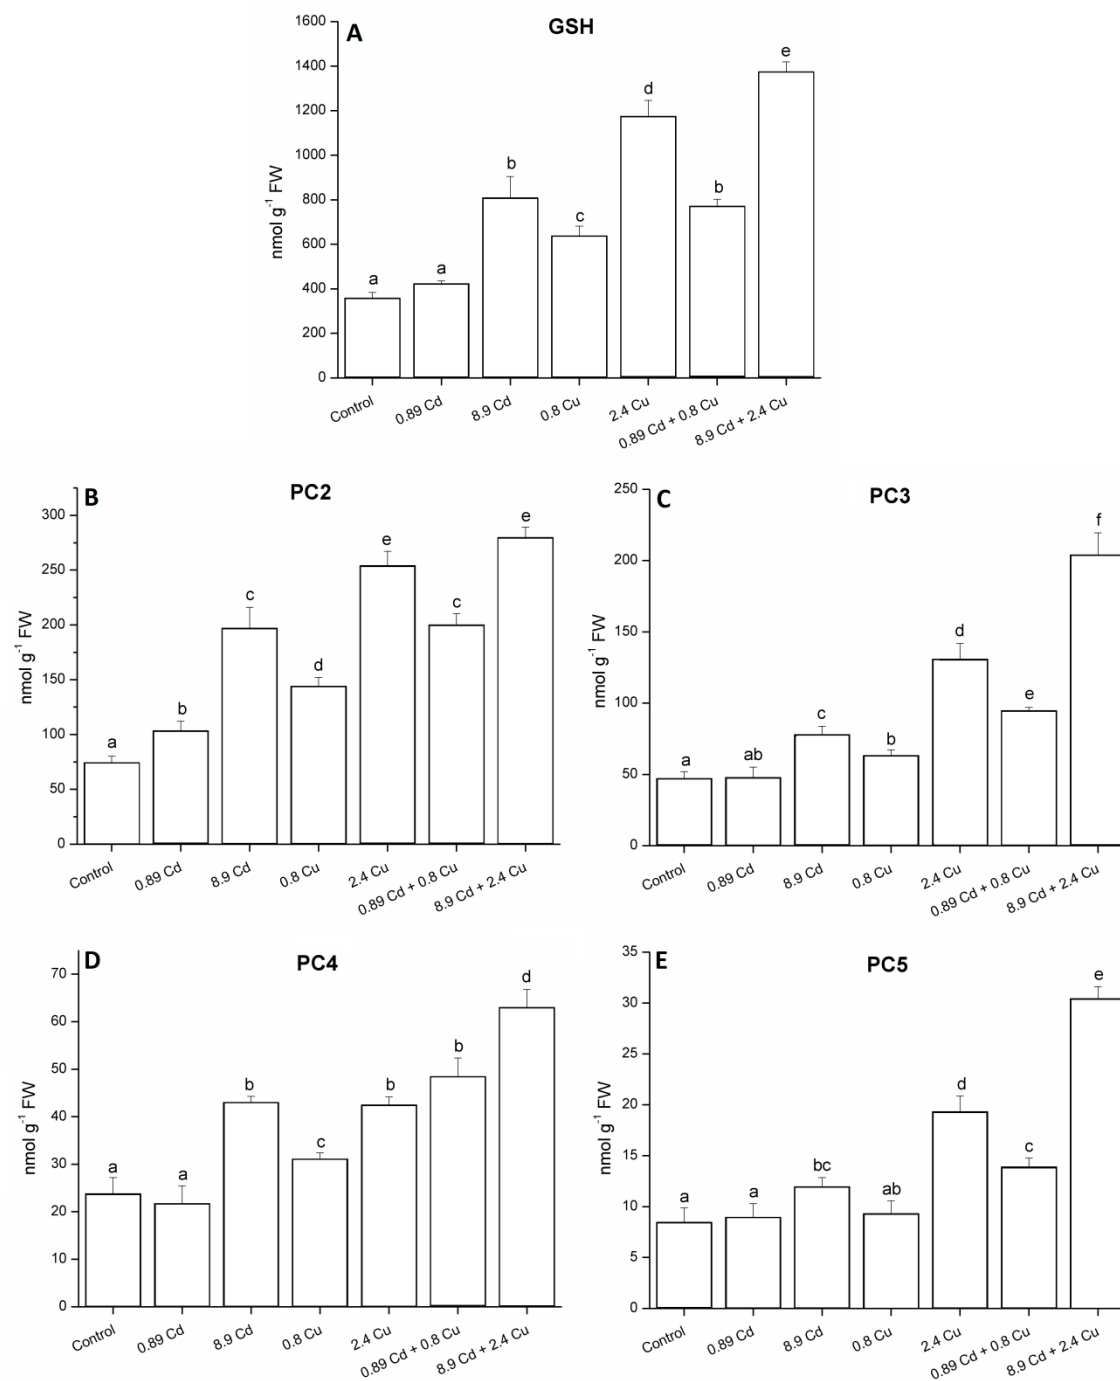 A
GSH
1600
1400
1200
1000
800
600
400
200
0
nmol g⁻¹ FW
a
a
b
c
d
b
e
Control
0.89 Cd
8.9 Cd
0.8 Cu
2.4 Cu
0.89 Cd + 0.8 Cu
8.9 Cd + 2.4 Cu
B
PC2
300
250
200
150
100
50
0
nmol g⁻¹ FW
a
b
c
d
e
c
e
Control
0.89 Cd
8.9 Cd
0.8 Cu
2.4 Cu
0.89 Cd + 0.8 Cu
8.9 Cd + 2.4 Cu
C
PC3
250
200
150
100
50
0
nmol g⁻¹ FW
a
ab
c
b
d
e
f
Control
0.89 Cd
8.9 Cd
0.8 Cu
2.4 Cu
0.89 Cd + 0.8 Cu
8.9 Cd + 2.4 Cu
D
PC4
70
60
50
40
30
20
10
0
nmol g⁻¹ FW
a
a
b
c
b
b
d
Control
0.89 Cd
8.9 Cd
0.8 Cu
2.4 Cu
0.89 Cd + 0.8 Cu
8.9 Cd + 2.4 Cu
E
PC5
35
30
25
20
15
10
5
0
nmol g⁻¹ FW
a
a
bc
ab
d
c
e
Control
0.89 Cd
8.9 Cd
0.8 Cu
2.4 Cu
0.89 Cd + 0.8 Cu
8.9 Cd + 2.4 Cu